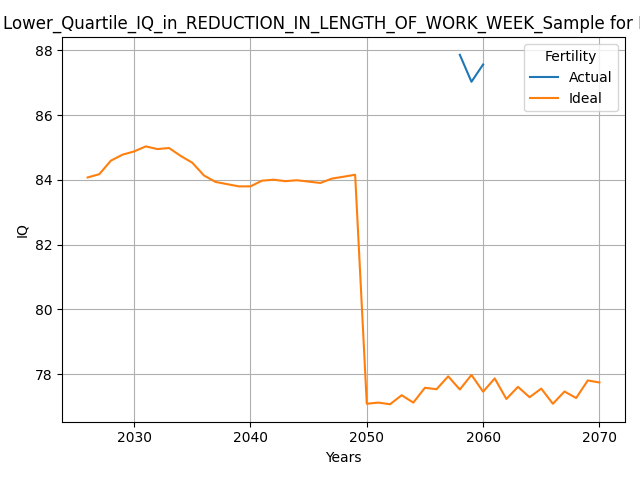 Lower_Quartile_IQ_in_REDUCTION_IN_LENGTH_OF_WORK_WEEK_Sample for
88
86
84
82
80
78
IQ
Fertility
Actual
Ideal
2030 2040 2050 2060 2070
Years